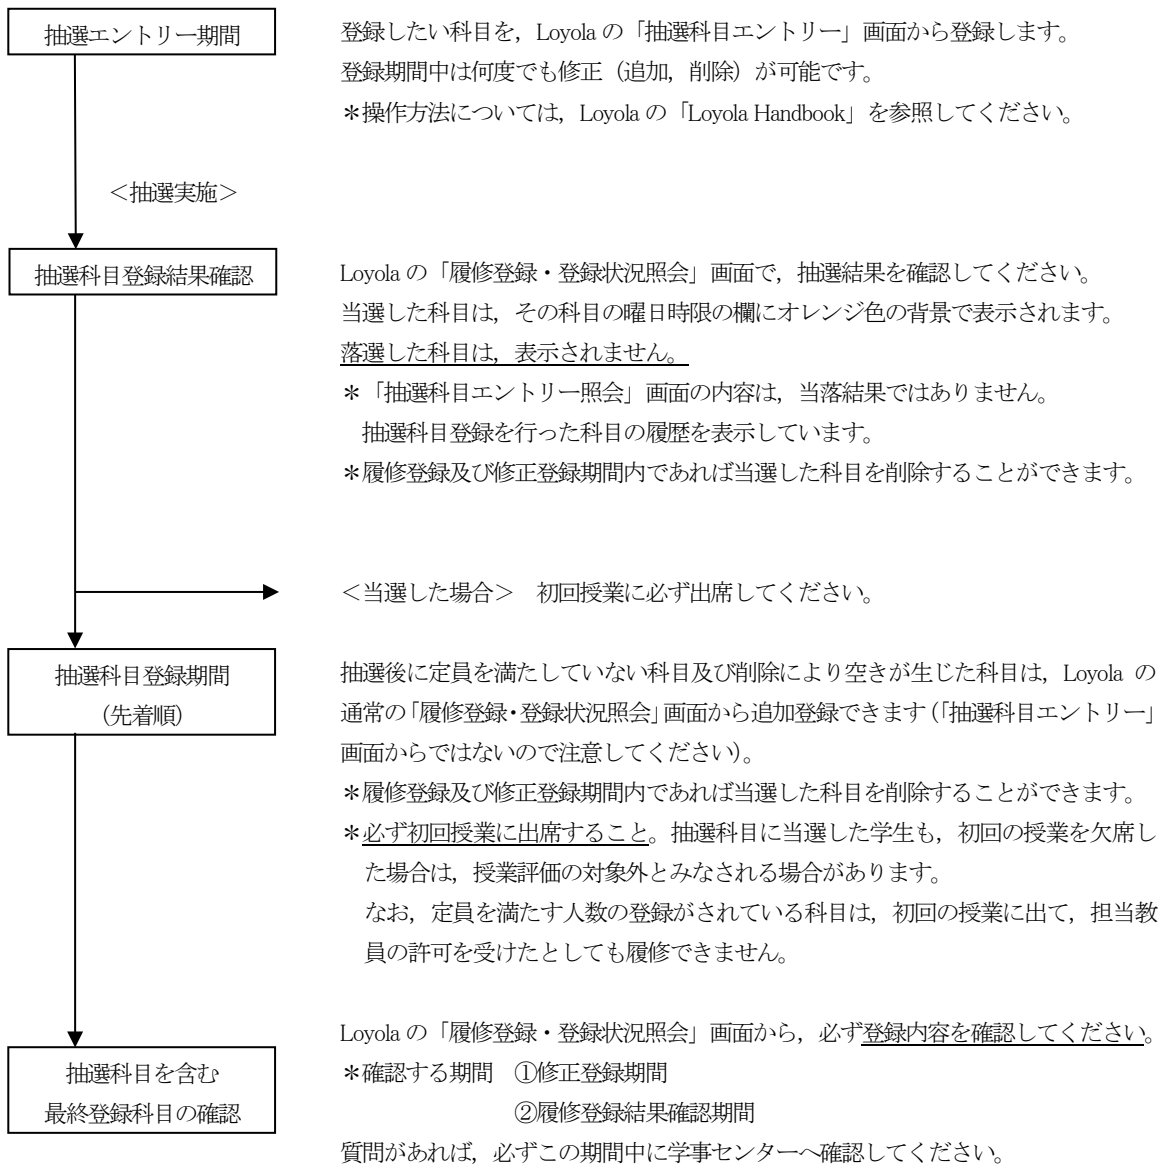 抽選エントリー期間
登録したい科目を，Loyola の「抽選科目エントリー」画面から登録します。
登録期間中は何度でも修正（追加，削除）が可能です。
＊操作方法については，Loyola の「Loyola Handbook」を参照してください。
＜抽選実施＞
抽選科目登録結果確認
Loyola の「履修登録・登録状況照会」画面で，抽選結果を確認してください。
当選した科目は，その科目の曜日時限の欄にオレンジ色の背景で表示されます。
落選した科目は，表示されません。
＊「抽選科目エントリー照会」画面の内容は，当落結果ではありません。
抽選科目登録を行った科目の履歴を表示しています。
＊履修登録及び修正登録期間内であれば当選した科目を削除することができます。
＜当選した場合＞　初回授業に必ず出席してください。
抽選科目登録期間
（先着順）
抽選後に定員を満たしていない科目及び削除により空きが生じた科目は，Loyola の
通常の「履修登録・登録状況照会」画面から追加登録できます（「抽選科目エントリー」
画面からではないので注意してください）。
＊履修登録及び修正登録期間内であれば当選した科目を削除することができます。
＊必ず初回授業に出席すること。抽選科目に当選した学生も，初回の授業を欠席し
た場合は，授業評価の対象外とみなされる場合があります。
なお，定員を満たす人数の登録がされている科目は，初回の授業に出て，担当教
員の許可を受けたとしても履修できません。
抽選科目を含む
最終登録科目の確認
Loyola の「履修登録・登録状況照会」画面から，必ず登録内容を確認してください。
＊確認する期間　①修正登録期間
②履修登録結果確認期間
質問があれば，必ずこの期間中に学事センターへ確認してください。